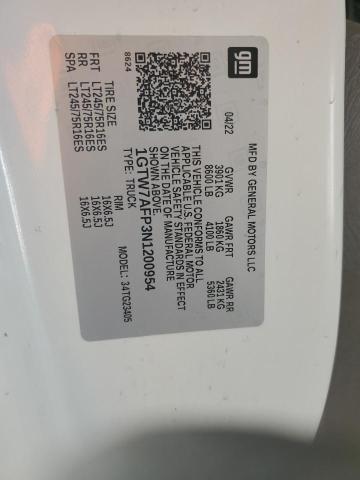 gm
MFD BY GENERAL MOTORS LLC
04/22 GVWR GAWR FRT GAWR RR
3901 KG 1860 KG 2431 KG
8600 LB 4100 LB 5360 LB
THIS VEHICLE CONFORMS TO ALL
APPLICABLE U.S. FEDERAL MOTOR
VEHICLE SAFETY STANDARDS IN EFFECT
ON THE DATE OF MANUFACTURE
SHOWN ABOVE.
1GTW7AFP3N1200954
TYPE: TRUCK MODEL: 34TG23405
8624
TIRE SIZE RIM
FRT LT245/75R16ES 16X6.5J
RR LT245/75R16ES 16X6.5J
SPA LT245/75R16ES 16X6.5J